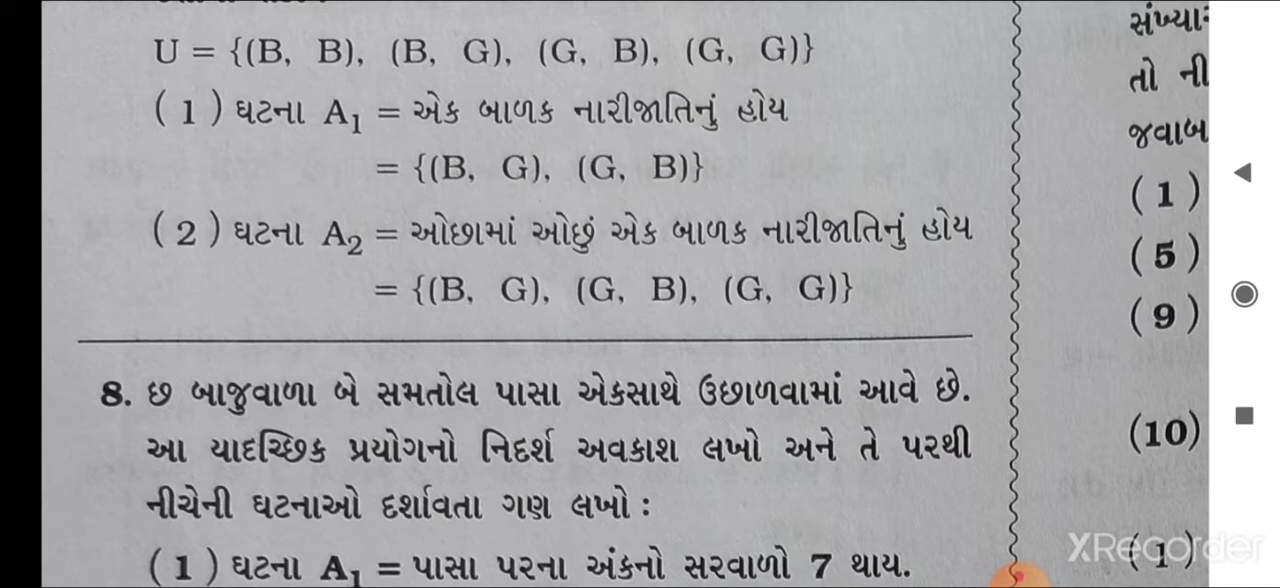 U = {(B, B), (B, G), (G, B), (G, G)}
(1) ઘટના A₁ = એક બાળક નારીજાતિનું હોય
= {(B, G), (G, B)}
(2) ઘટના A₂ = ઓછામાં ઓછું એક બાળક નારીજાતિનું હોય
= {(B, G), (G, B), (G, G)}
8. છ બાજુવાળા બે સમતોલ પાસા એકસાથે ઉછાળવામાં આવે છે.
આ યાદચ્છિક પ્રયોગનો નિદર્શ અવકાશ લખો અને તે પરથી
નીચેની ઘટનાઓ દર્શાવતા ગણ લખો :
(1) ઘટના A₁ = પાસા પરના અંકનો સરવાળો 7 થાય.
તો ની
જવાબ
(1)
(5)
(9)
(10)
(1)
XRecorder